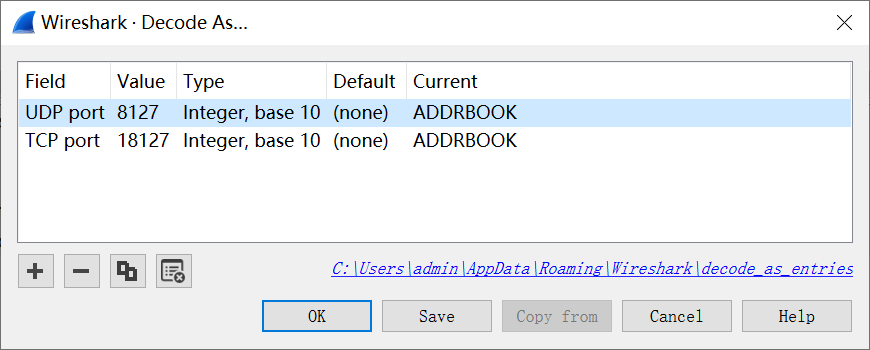 Wireshark · Decode As...
Field Value Type Default Current
UDP port 8127 Integer, base 10 (none) ADDRBOOK
TCP port 18127 Integer, base 10 (none) ADDRBOOK
C:\Users\admin\AppData\Roaming\Wireshark\decode_as_entries
OK Save Copy from Cancel Help